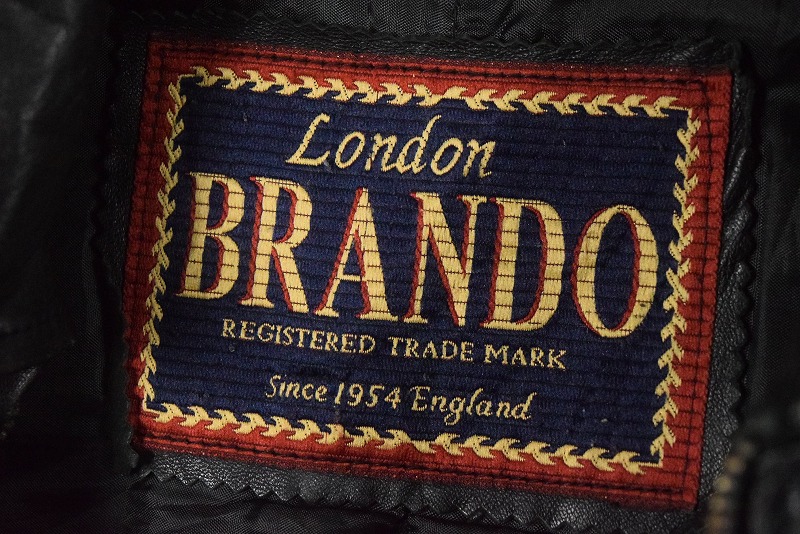 London
BRANDO
REGISTERED TRADE MARK
Since 1954 England